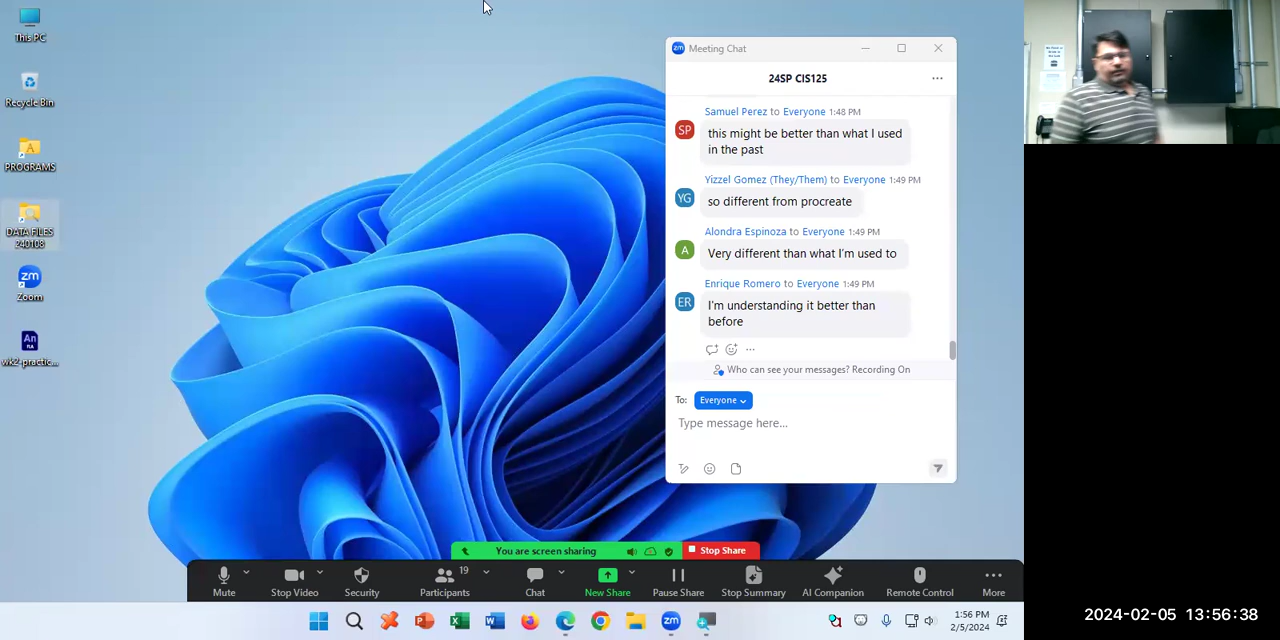 This PC
Recycle Bin
PROGRAMS
DATA FILES
240108
Zoom
wk2-practic...
zm Meeting Chat
24SP CIS125
Samuel Perez to Everyone 1:48 PM
SP
this might be better than what I used
in the past
Yizzel Gomez (They/Them) to Everyone 1:49 PM
YG
so different from procreate
Alondra Espinoza to Everyone 1:49 PM
A
Very different than what I'm used to
Enrique Romero to Everyone 1:49 PM
ER
I'm understanding it better than
before
Who can see your messages? Recording On
To: Everyone
Type message here...
You are screen sharing
Stop Share
19
Mute
Stop Video
Security
Participants
Chat
New Share
Pause Share
Stop Summary
AI Companion
Remote Control
More
1:56 PM
2/5/2024
2024-02-05 13:56:38